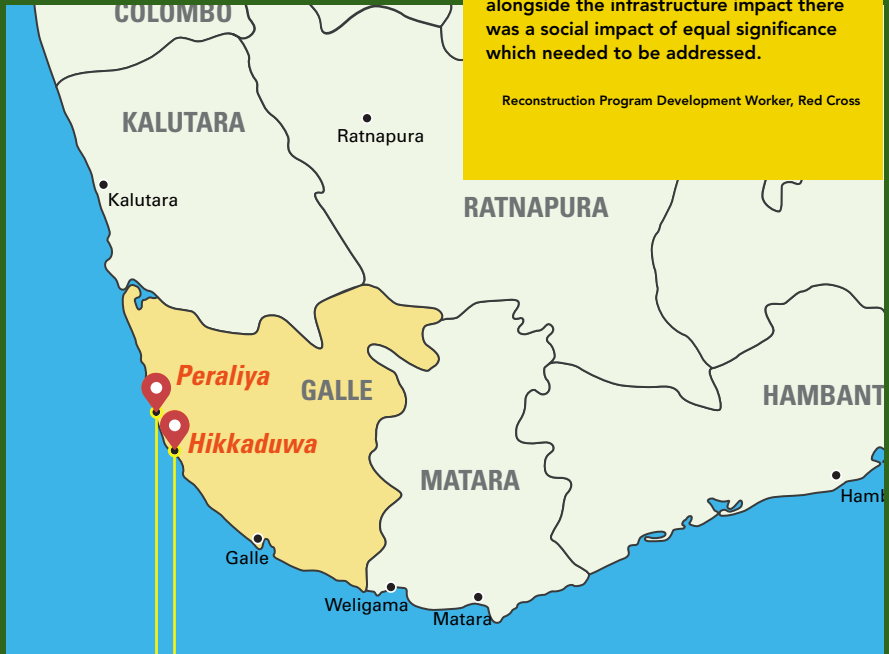 alongside the infrastructure impact there
was a social impact of equal significance
which needed to be addressed.
Reconstruction Program Development Worker, Red Cross
COLOMBO
KALUTARA
Ratnapura
Kalutara
RATNAPURA
Peraliya
GALLE
HAMBANT
Hikkaduwa
MATARA
Hamb
Galle
Weligama
Matara